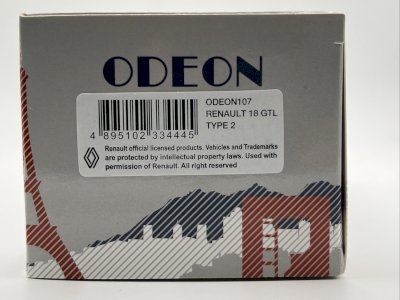 ODEON
ODEON107
RENAULT 18 GTL
TYPE 2
4 895102 334445
Renault official licensed products. Vehicles and Trademarks
are protected by intellectual property laws. Used with
permission of Renault. All right reserved